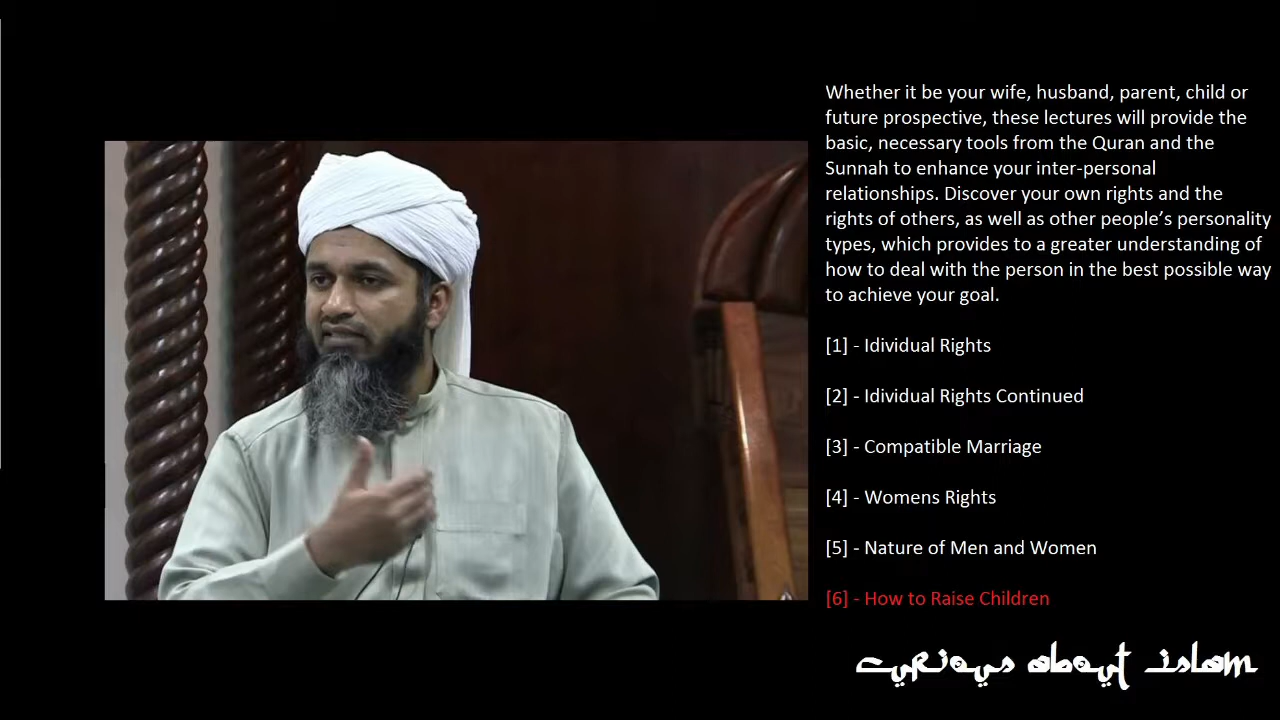 Whether it be your wife, husband, parent, child or
future prospective, these lectures will provide the
basic, necessary tools from the Quran and the
Sunnah to enhance your inter-personal
relationships. Discover your own rights and the
rights of others, as well as other people’s personality
types, which provides to a greater understanding of
how to deal with the person in the best possible way
to achieve your goal.
[1] - Idividual Rights
[2] - Idividual Rights Continued
[3] - Compatible Marriage
[4] - Womens Rights
[5] - Nature of Men and Women
[6] - How to Raise Children
curious about islam